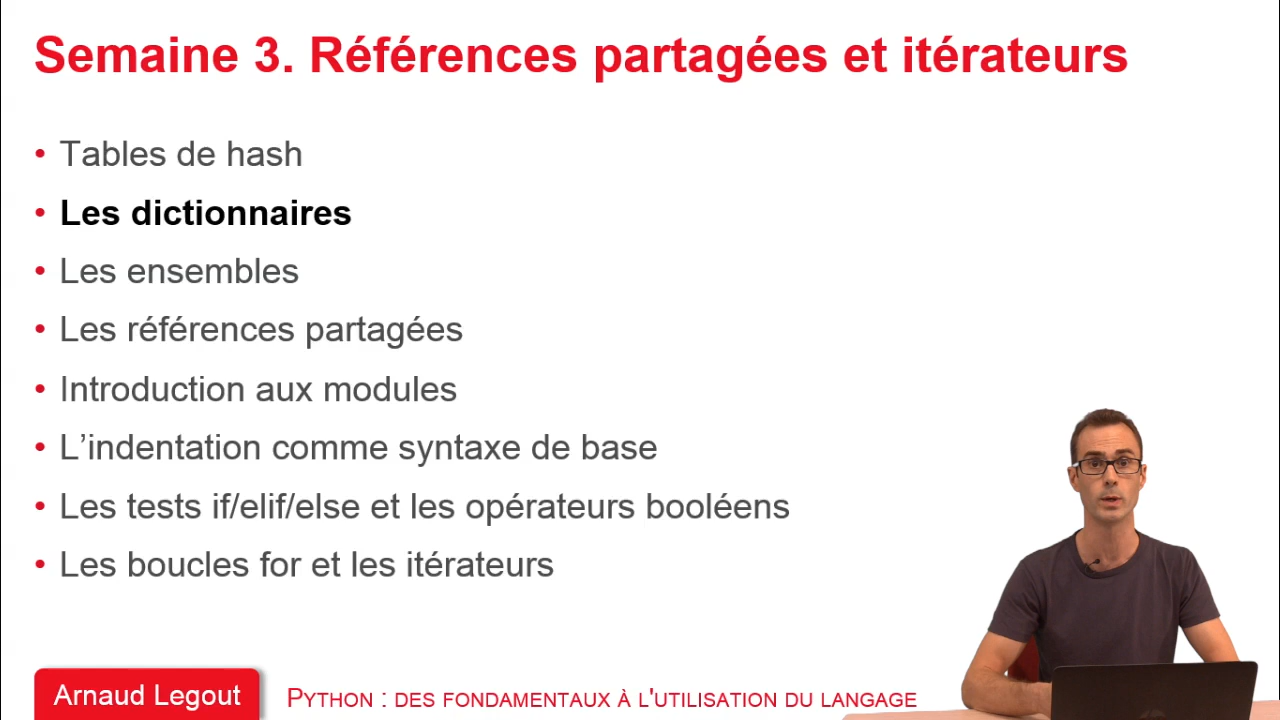 Semaine 3. Références partagées et itérateurs
• Tables de hash
• Les dictionnaires
• Les ensembles
• Les références partagées
• Introduction aux modules
• L’indentation comme syntaxe de base
• Les tests if/elif/else et les opérateurs booléens
• Les boucles for et les itérateurs
Arnaud Legout
Python : des fondamentaux à l'utilisation du langage